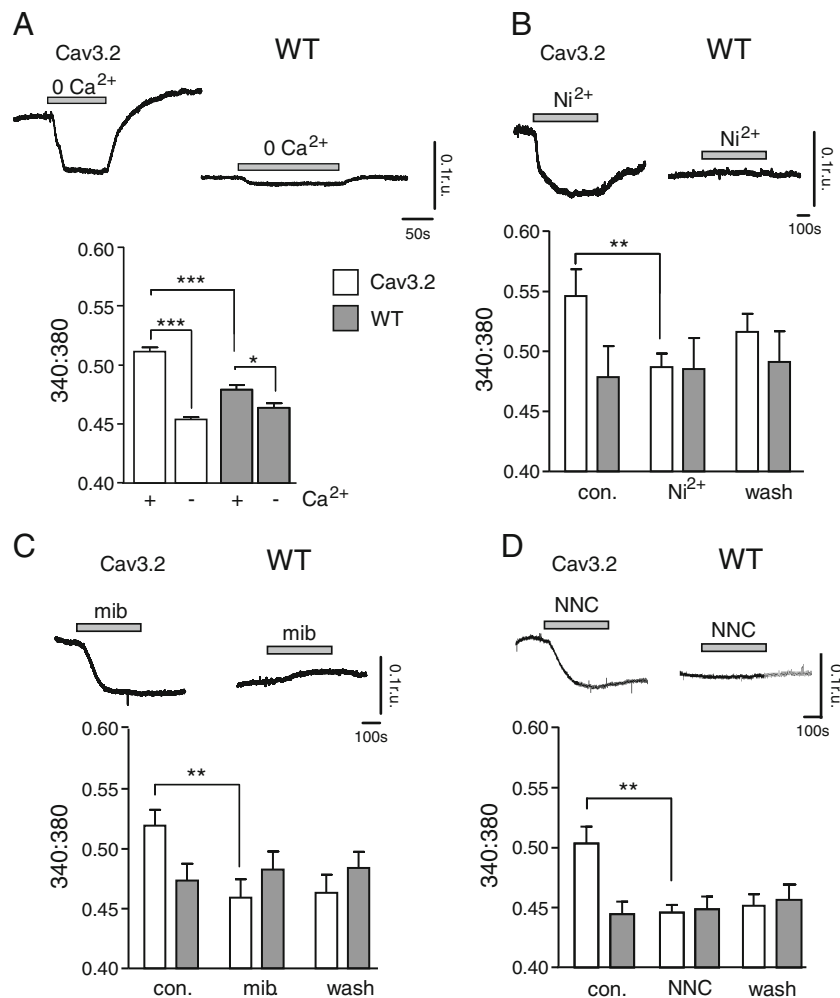 A
Cav3.2
WT
0 Ca2+
0 Ca2+
0.1r.u.
50s
0.60
0.55
0.50
0.45
0.40
340:380
***
***
*
Cav3.2
WT
+ - + - Ca2+
B
Cav3.2
WT
Ni2+
Ni2+
0.1r.u.
100s
0.60
0.55
0.50
0.45
0.40
340:380
**
con. Ni2+ wash
C
Cav3.2
WT
mib
mib
0.1r.u.
100s
0.60
0.55
0.50
0.45
0.40
340:380
**
con. mib. wash
D
Cav3.2
WT
NNC
NNC
0.1r.u.
100s
0.60
0.55
0.50
0.45
0.40
340:380
**
con. NNC wash